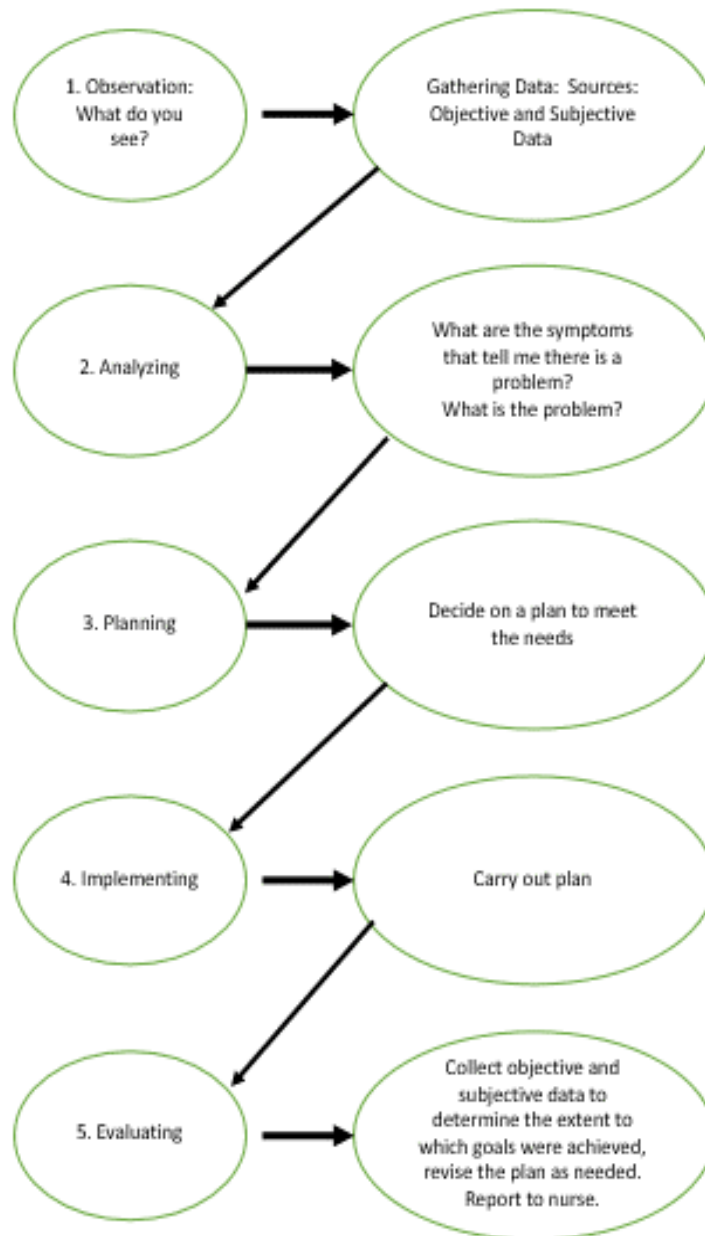 1. Observation:
What do you
see?
Gathering Data:  Sources:
Objective and Subjective
Data
2. Analyzing
What are the symptoms
that tell me there is a
problem?
What is the problem?
3. Planning
Decide on a plan to meet
the needs
4. Implementing
Carry out plan
5. Evaluating
Collect objective and
subjective data to
determine the extent to
which goals were achieved,
revise the plan as needed.
Report to nurse.